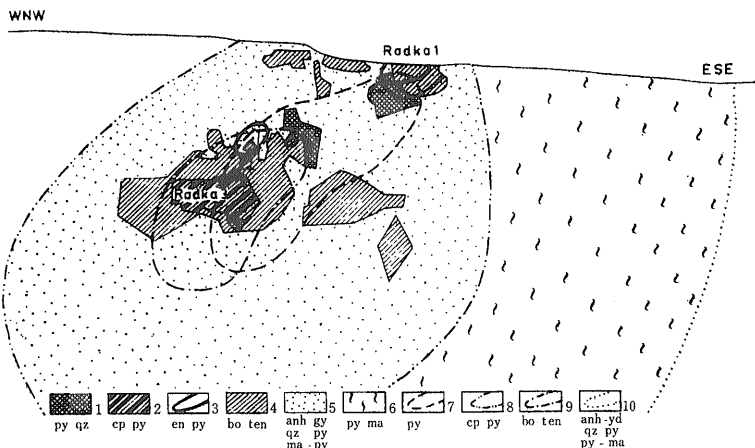 WNW
Radka 1
ESE
Radka
1
2
3
4
5
6
7
8
9
10
py qz
cp py
en py
bo ten
anh gy
qz py
ma - py
py ma
py
cp py
bo ten
anh-yd
qz py
py - ma